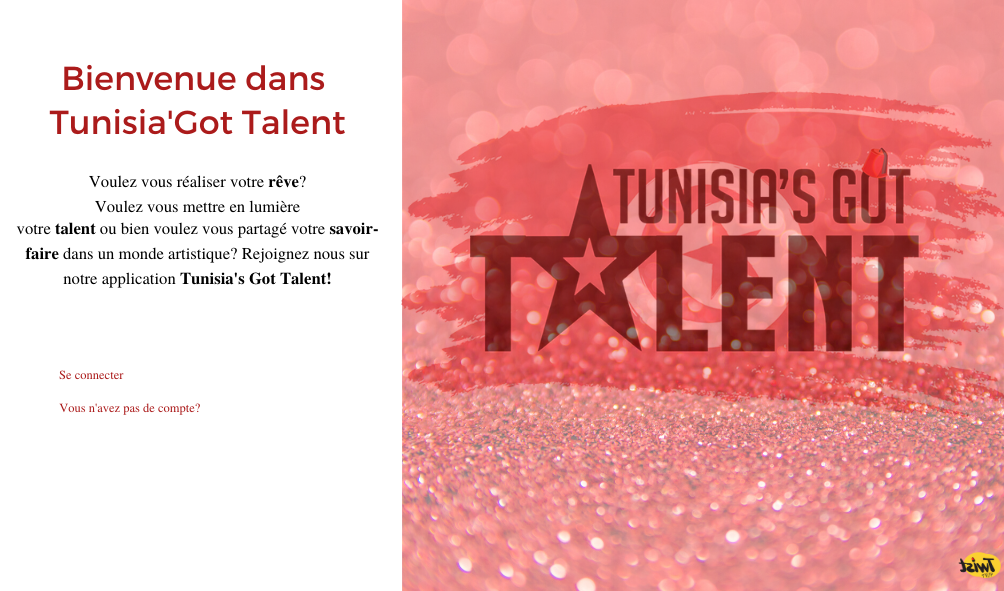 Bienvenue dans
Tunisia'Got Talent
Voulez vous réaliser votre rêve?
Voulez vous mettre en lumière
votre talent ou bien voulez vous partagé votre savoir-
faire dans un monde artistique? Rejoignez nous sur
notre application Tunisia's Got Talent!
Se connecter
Vous n'avez pas de compte?
TUNISIA'S GOT
TALENT
Twist